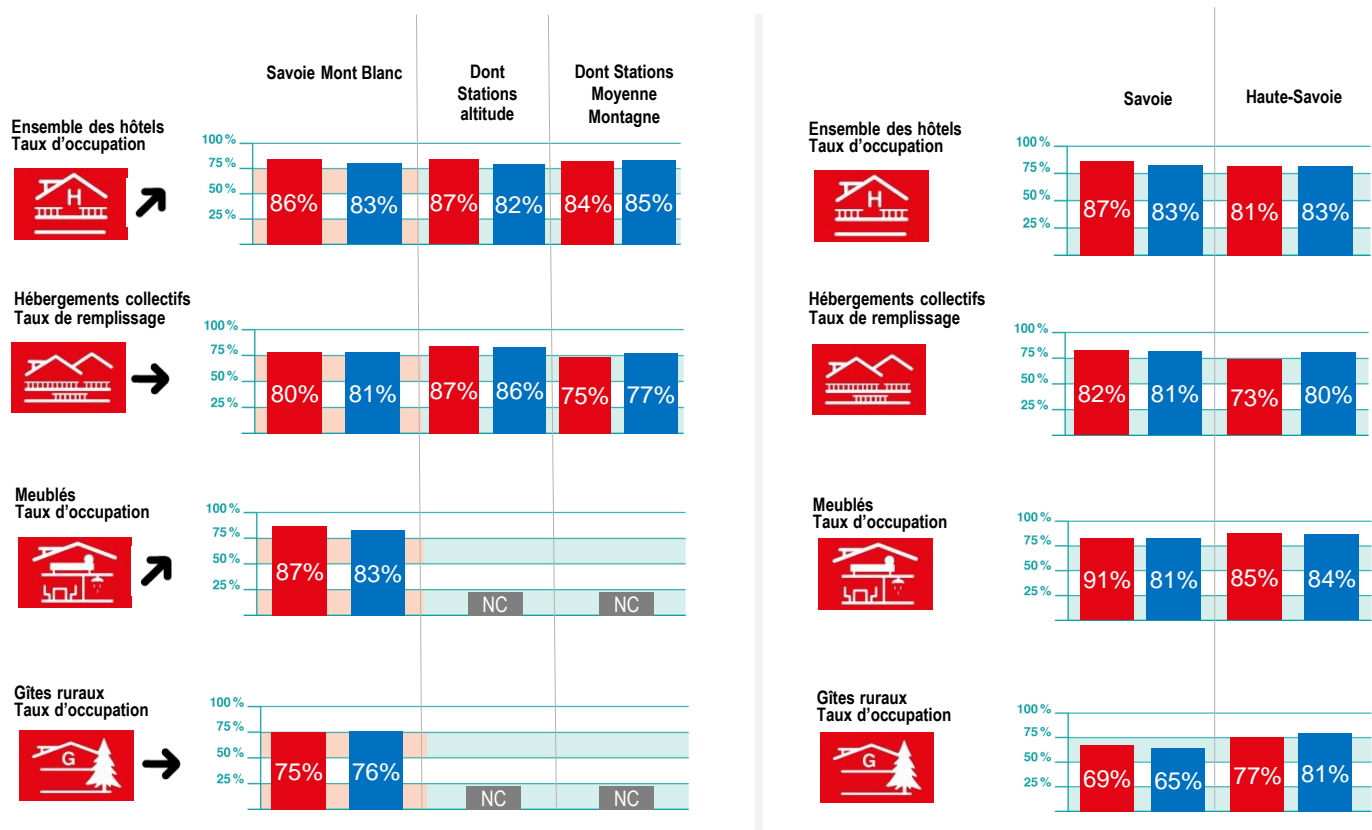 Savoie Mont Blanc
Dont
Stations
altitude
Dont Stations
Moyenne
Montagne
Ensemble des hôtels
Taux d'occupation
H
100 %
75 %
50 %
25 %
86% 83% 87% 82% 84% 85%
Hébergements collectifs
Taux de remplissage
100 %
75 %
50 %
25 %
80% 81% 87% 86% 75% 77%
Meublés
Taux d'occupation
100 %
75 %
50 %
25 %
87% 83% NC NC
Gîtes ruraux
Taux d'occupation
G
100 %
75 %
50 %
25 %
75% 76% NC NC
Savoie Haute-Savoie
Ensemble des hôtels
Taux d'occupation
H
100 %
75 %
50 %
25 %
87% 83% 81% 83%
Hébergements collectifs
Taux de remplissage
100 %
75 %
50 %
25 %
82% 81% 73% 80%
Meublés
Taux d'occupation
100 %
75 %
50 %
25 %
91% 81% 85% 84%
Gîtes ruraux
Taux d'occupation
G
100 %
75 %
50 %
25 %
69% 65% 77% 81%